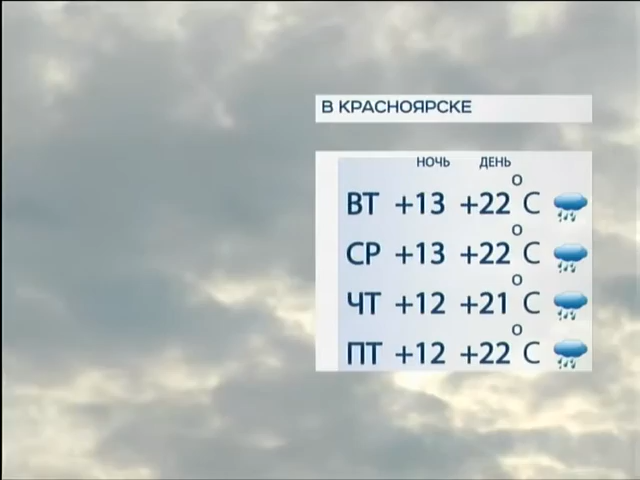 В КРАСНОЯРСКЕ
НОЧЬ ДЕНЬ
ВТ +13 +22 °C
СР +13 +22 °C
ЧТ +12 +21 °C
ПТ +12 +22 °C